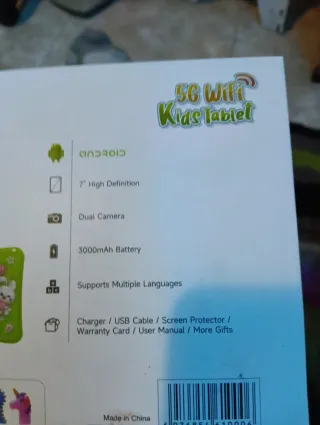 5G WiFi
Kids Tablet
ANDROID
7" High Definition
Dual Camera
3000mAh Battery
Supports Multiple Languages
Charger / USB Cable / Screen Protector /
Warranty Card / User Manual / More Gifts
Made in China